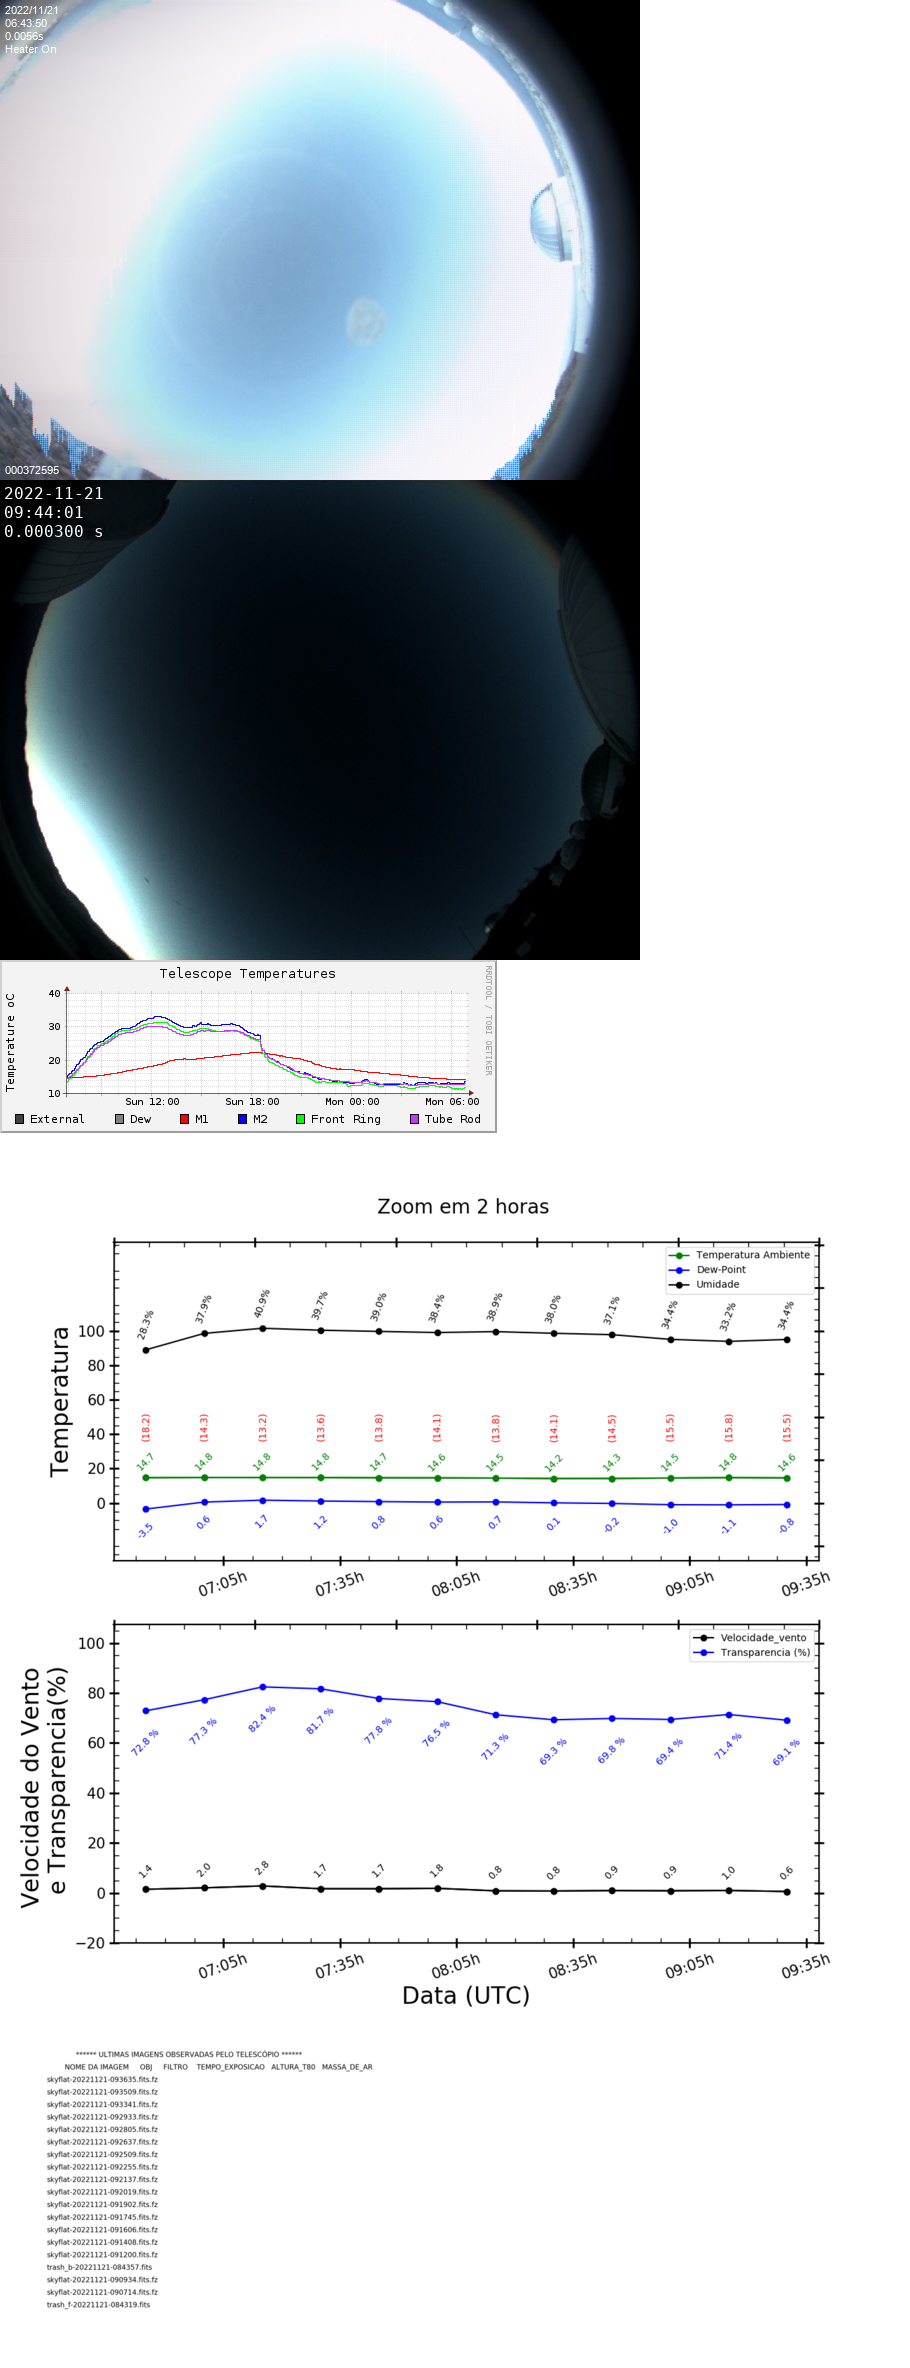 2022/11/21
06:43:50
0.0056s
Heater On
000372595
2022-11-21
09:44:01
0.000300 s
Telescope Temperatures
RRDTOOL / TOBI OETIKER
Temperature oC
40
30
20
10
Sun 12:00 Sun 18:00 Mon 00:00 Mon 06:00
External Dew M1 M2 Front Ring Tube Rod
Zoom em 2 horas
Temperatura Ambiente
Dew-Point
Umidade
Temperatura
100
80
60
40
20
0
28.3% 37.9% 40.9% 39.7% 39.0% 38.4% 38.9% 38.0% 37.1% 34.4% 33.2% 34.4%
(18.2) (14.3) (13.2) (13.6) (13.8) (14.1) (13.8) (14.1) (14.5) (15.5) (15.8) (15.5)
14.7 14.8 14.8 14.8 14.7 14.6 14.5 14.2 14.3 14.5 14.8 14.6
-3.5 0.6 1.7 1.2 0.8 0.6 0.7 0.1 -0.2 -1.0 -1.1 -0.8
07:05h 07:35h 08:05h 08:35h 09:05h 09:35h
Velocidade_vento
Transparencia (%)
Velocidade do Vento
e Transparencia(%)
100
80
60
40
20
0
−20
72.8 % 77.3 % 82.4 % 81.7 % 77.8 % 76.5 % 71.3 % 69.3 % 69.8 % 69.4 % 71.4 % 69.1 %
1.4 2.0 2.8 1.7 1.7 1.8 0.8 0.8 0.9 0.9 1.0 0.6
07:05h 07:35h 08:05h 08:35h 09:05h 09:35h
Data (UTC)
****** ULTIMAS IMAGENS OBSERVADAS PELO TELESCÓPIO ******
NOME DA IMAGEM OBJ FILTRO TEMPO_EXPOSICAO ALTURA_T80 MASSA_DE_AR
skyflat-20221121-093635.fits.fz
skyflat-20221121-093509.fits.fz
skyflat-20221121-093341.fits.fz
skyflat-20221121-092933.fits.fz
skyflat-20221121-092805.fits.fz
skyflat-20221121-092637.fits.fz
skyflat-20221121-092509.fits.fz
skyflat-20221121-092255.fits.fz
skyflat-20221121-092137.fits.fz
skyflat-20221121-092019.fits.fz
skyflat-20221121-091902.fits.fz
skyflat-20221121-091745.fits.fz
skyflat-20221121-091606.fits.fz
skyflat-20221121-091408.fits.fz
skyflat-20221121-091200.fits.fz
trash_b-20221121-084357.fits
skyflat-20221121-090934.fits.fz
skyflat-20221121-090714.fits.fz
trash_f-20221121-084319.fits